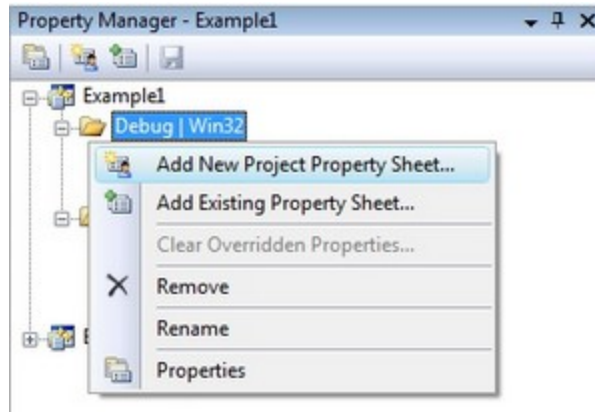 Property Manager - Example1
Example1
Debug | Win32
Add New Project Property Sheet...
Add Existing Property Sheet...
Clear Overridden Properties...
Remove
Rename
Properties